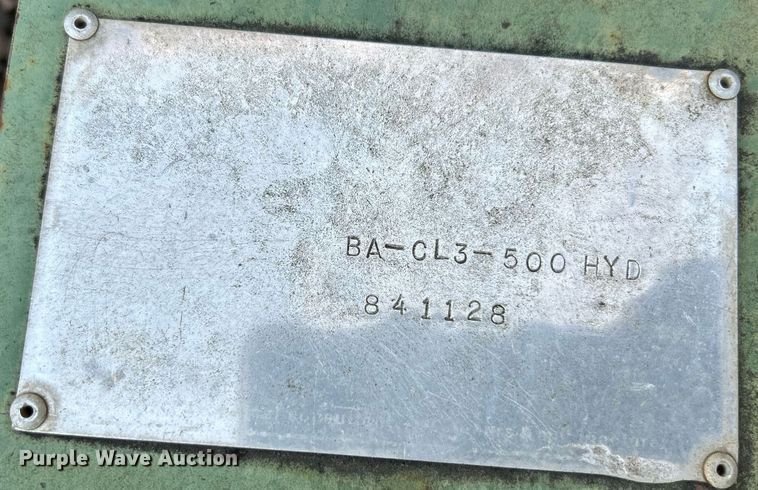 BA-CL3-500 HYD
841128
Purple Wave Auction